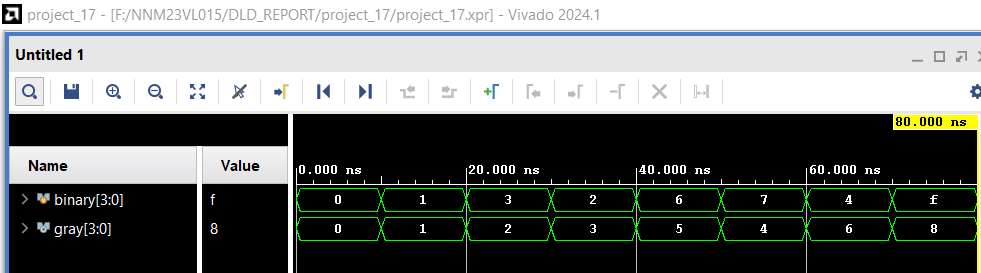 project_17 - [F:/NNM23VL015/DLD_REPORT/project_17/project_17.xpr] - Vivado 2024.1
Untitled 1
80.000 ns
Name Value 0.000 ns 20.000 ns 40.000 ns 60.000 ns
binary[3:0] f 0 1 3 2 6 7 4 f
gray[3:0] 8 0 1 2 3 5 4 6 8